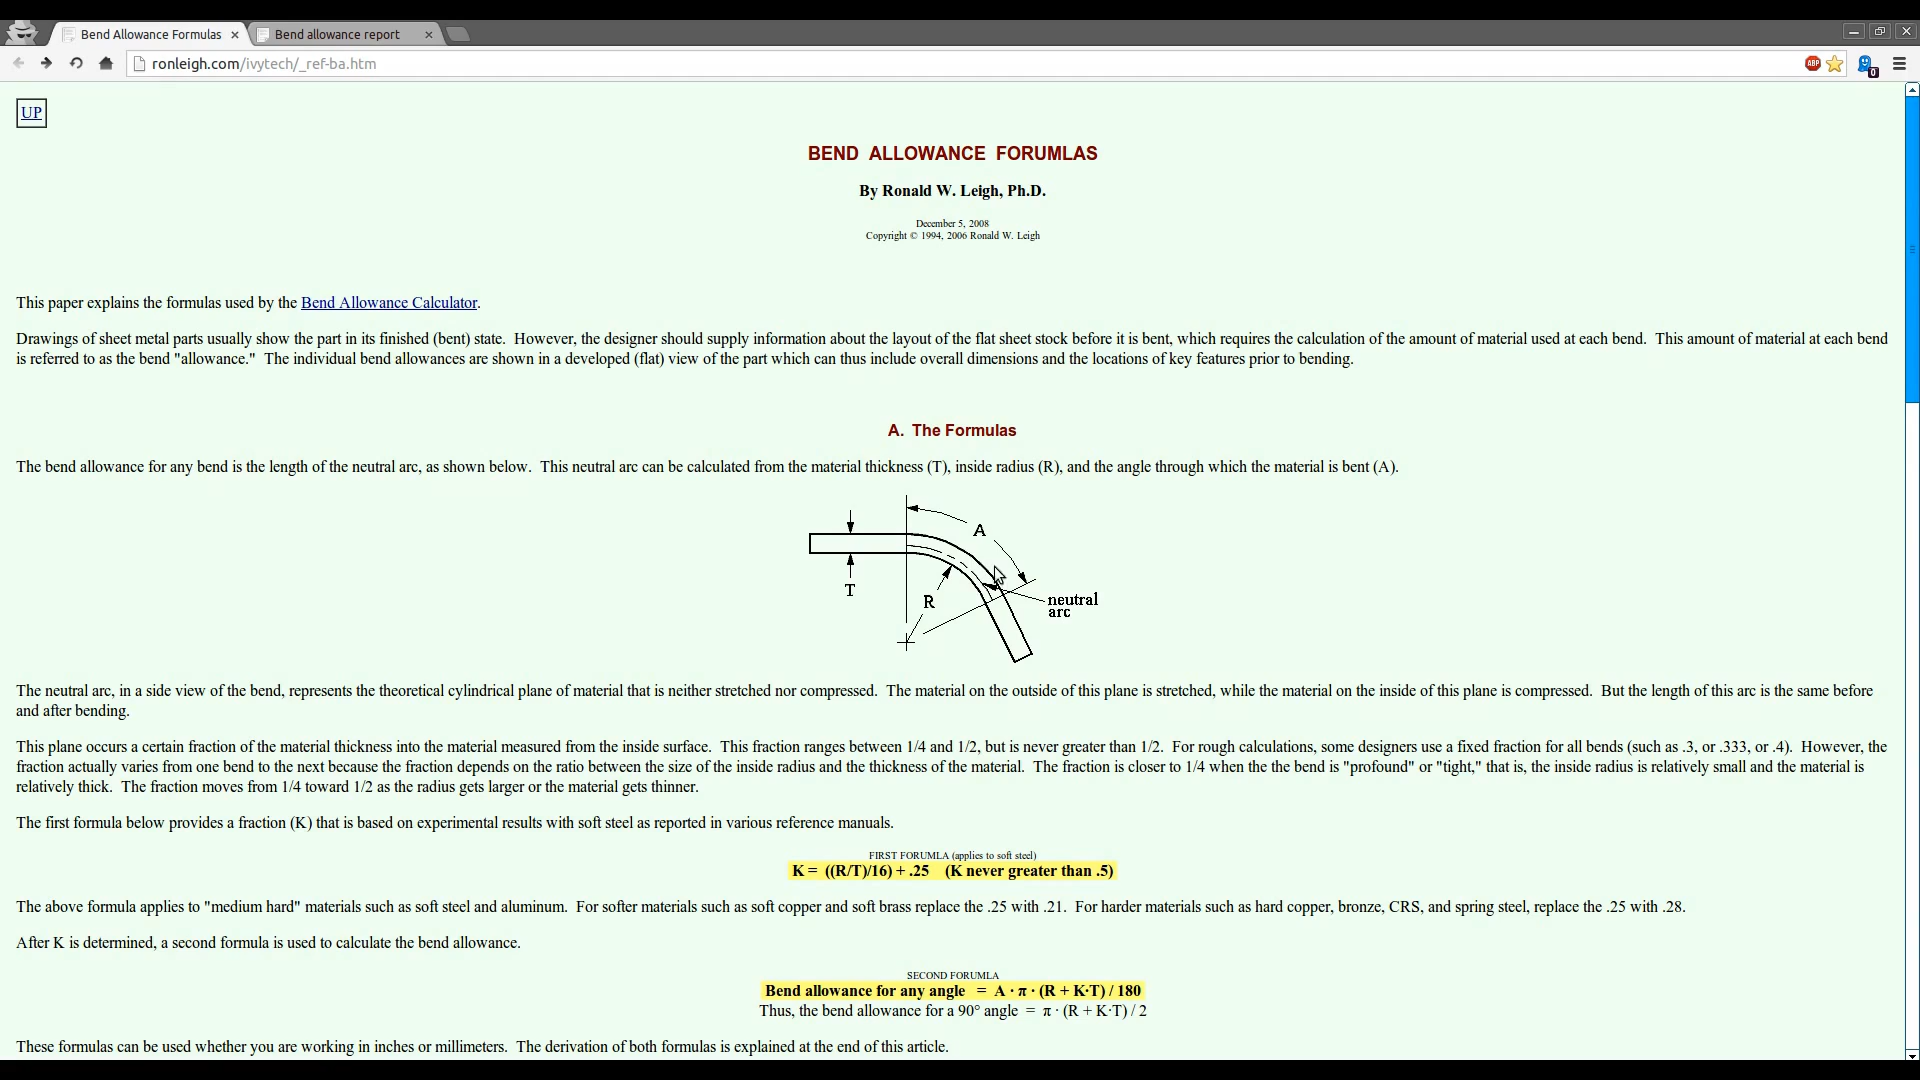 Bend Allowance Formulas
Bend allowance report
ronleigh.com/ivytech/_ref-ba.htm
ABP
0
UP
BEND ALLOWANCE FORUMLAS
By Ronald W. Leigh, Ph.D.
December 5, 2008
Copyright © 1994, 2006 Ronald W. Leigh
This paper explains the formulas used by the Bend Allowance Calculator.
Drawings of sheet metal parts usually show the part in its finished (bent) state. However, the designer should supply information about the layout of the flat sheet stock before it is bent, which requires the calculation of the amount of material used at each bend. This amount of material at each bend
is referred to as the bend "allowance." The individual bend allowances are shown in a developed (flat) view of the part which can thus include overall dimensions and the locations of key features prior to bending.
A. The Formulas
The bend allowance for any bend is the length of the neutral arc, as shown below. This neutral arc can be calculated from the material thickness (T), inside radius (R), and the angle through which the material is bent (A).
A
T
R
neutral
arc
The neutral arc, in a side view of the bend, represents the theoretical cylindrical plane of material that is neither stretched nor compressed. The material on the outside of this plane is stretched, while the material on the inside of this plane is compressed. But the length of this arc is the same before
and after bending.
This plane occurs a certain fraction of the material thickness into the material measured from the inside surface. This fraction ranges between 1/4 and 1/2, but is never greater than 1/2. For rough calculations, some designers use a fixed fraction for all bends (such as .3, or .333, or .4). However, the
fraction actually varies from one bend to the next because the fraction depends on the ratio between the size of the inside radius and the thickness of the material. The fraction is closer to 1/4 when the the bend is "profound" or "tight," that is, the inside radius is relatively small and the material is
relatively thick. The fraction moves from 1/4 toward 1/2 as the radius gets larger or the material gets thinner.
The first formula below provides a fraction (K) that is based on experimental results with soft steel as reported in various reference manuals.
FIRST FORUMLA (applies to soft steel)
K = ((R/T)/16) + .25 (K never greater than .5)
The above formula applies to "medium hard" materials such as soft steel and aluminum. For softer materials such as soft copper and soft brass replace the .25 with .21. For harder materials such as hard copper, bronze, CRS, and spring steel, replace the .25 with .28.
After K is determined, a second formula is used to calculate the bend allowance.
SECOND FORUMLA
Bend allowance for any angle = A · π · (R + K·T) / 180
Thus, the bend allowance for a 90° angle = π · (R + K·T) / 2
These formulas can be used whether you are working in inches or millimeters. The derivation of both formulas is explained at the end of this article.